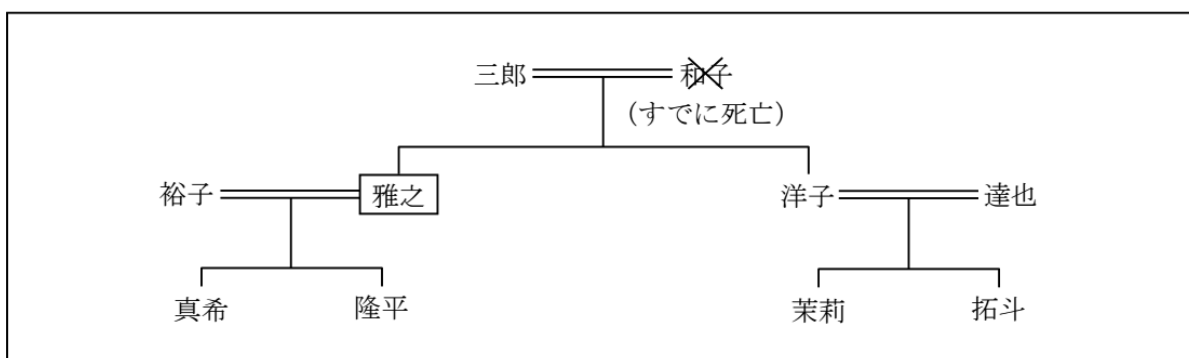 三郎 和子
(すでに死亡)
裕子 雅之 洋子 達也
真希 隆平 茉莉 拓斗